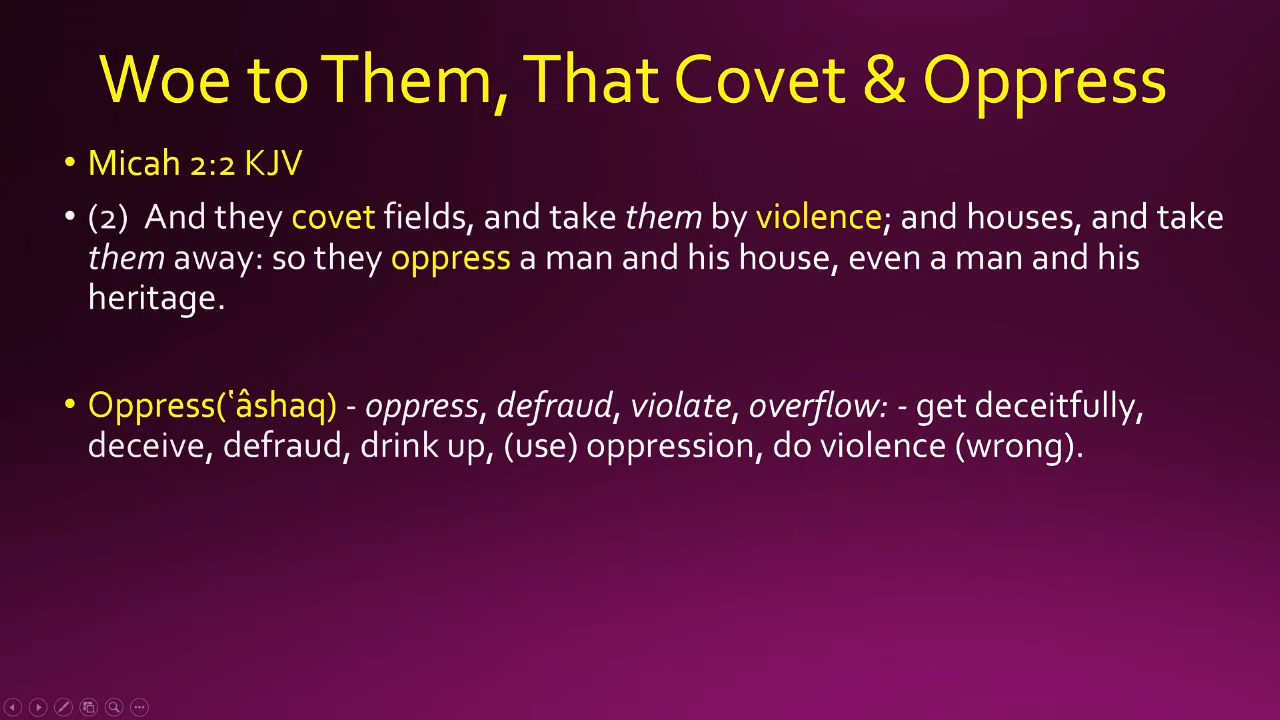 Woe to Them, That Covet & Oppress
• Micah 2:2 KJV
• (2)  And they covet fields, and take them by violence; and houses, and take
them away: so they oppress a man and his house, even a man and his
heritage.
• Oppress(‛âshaq) - oppress, defraud, violate, overflow: - get deceitfully,
deceive, defraud, drink up, (use) oppression, do violence (wrong).